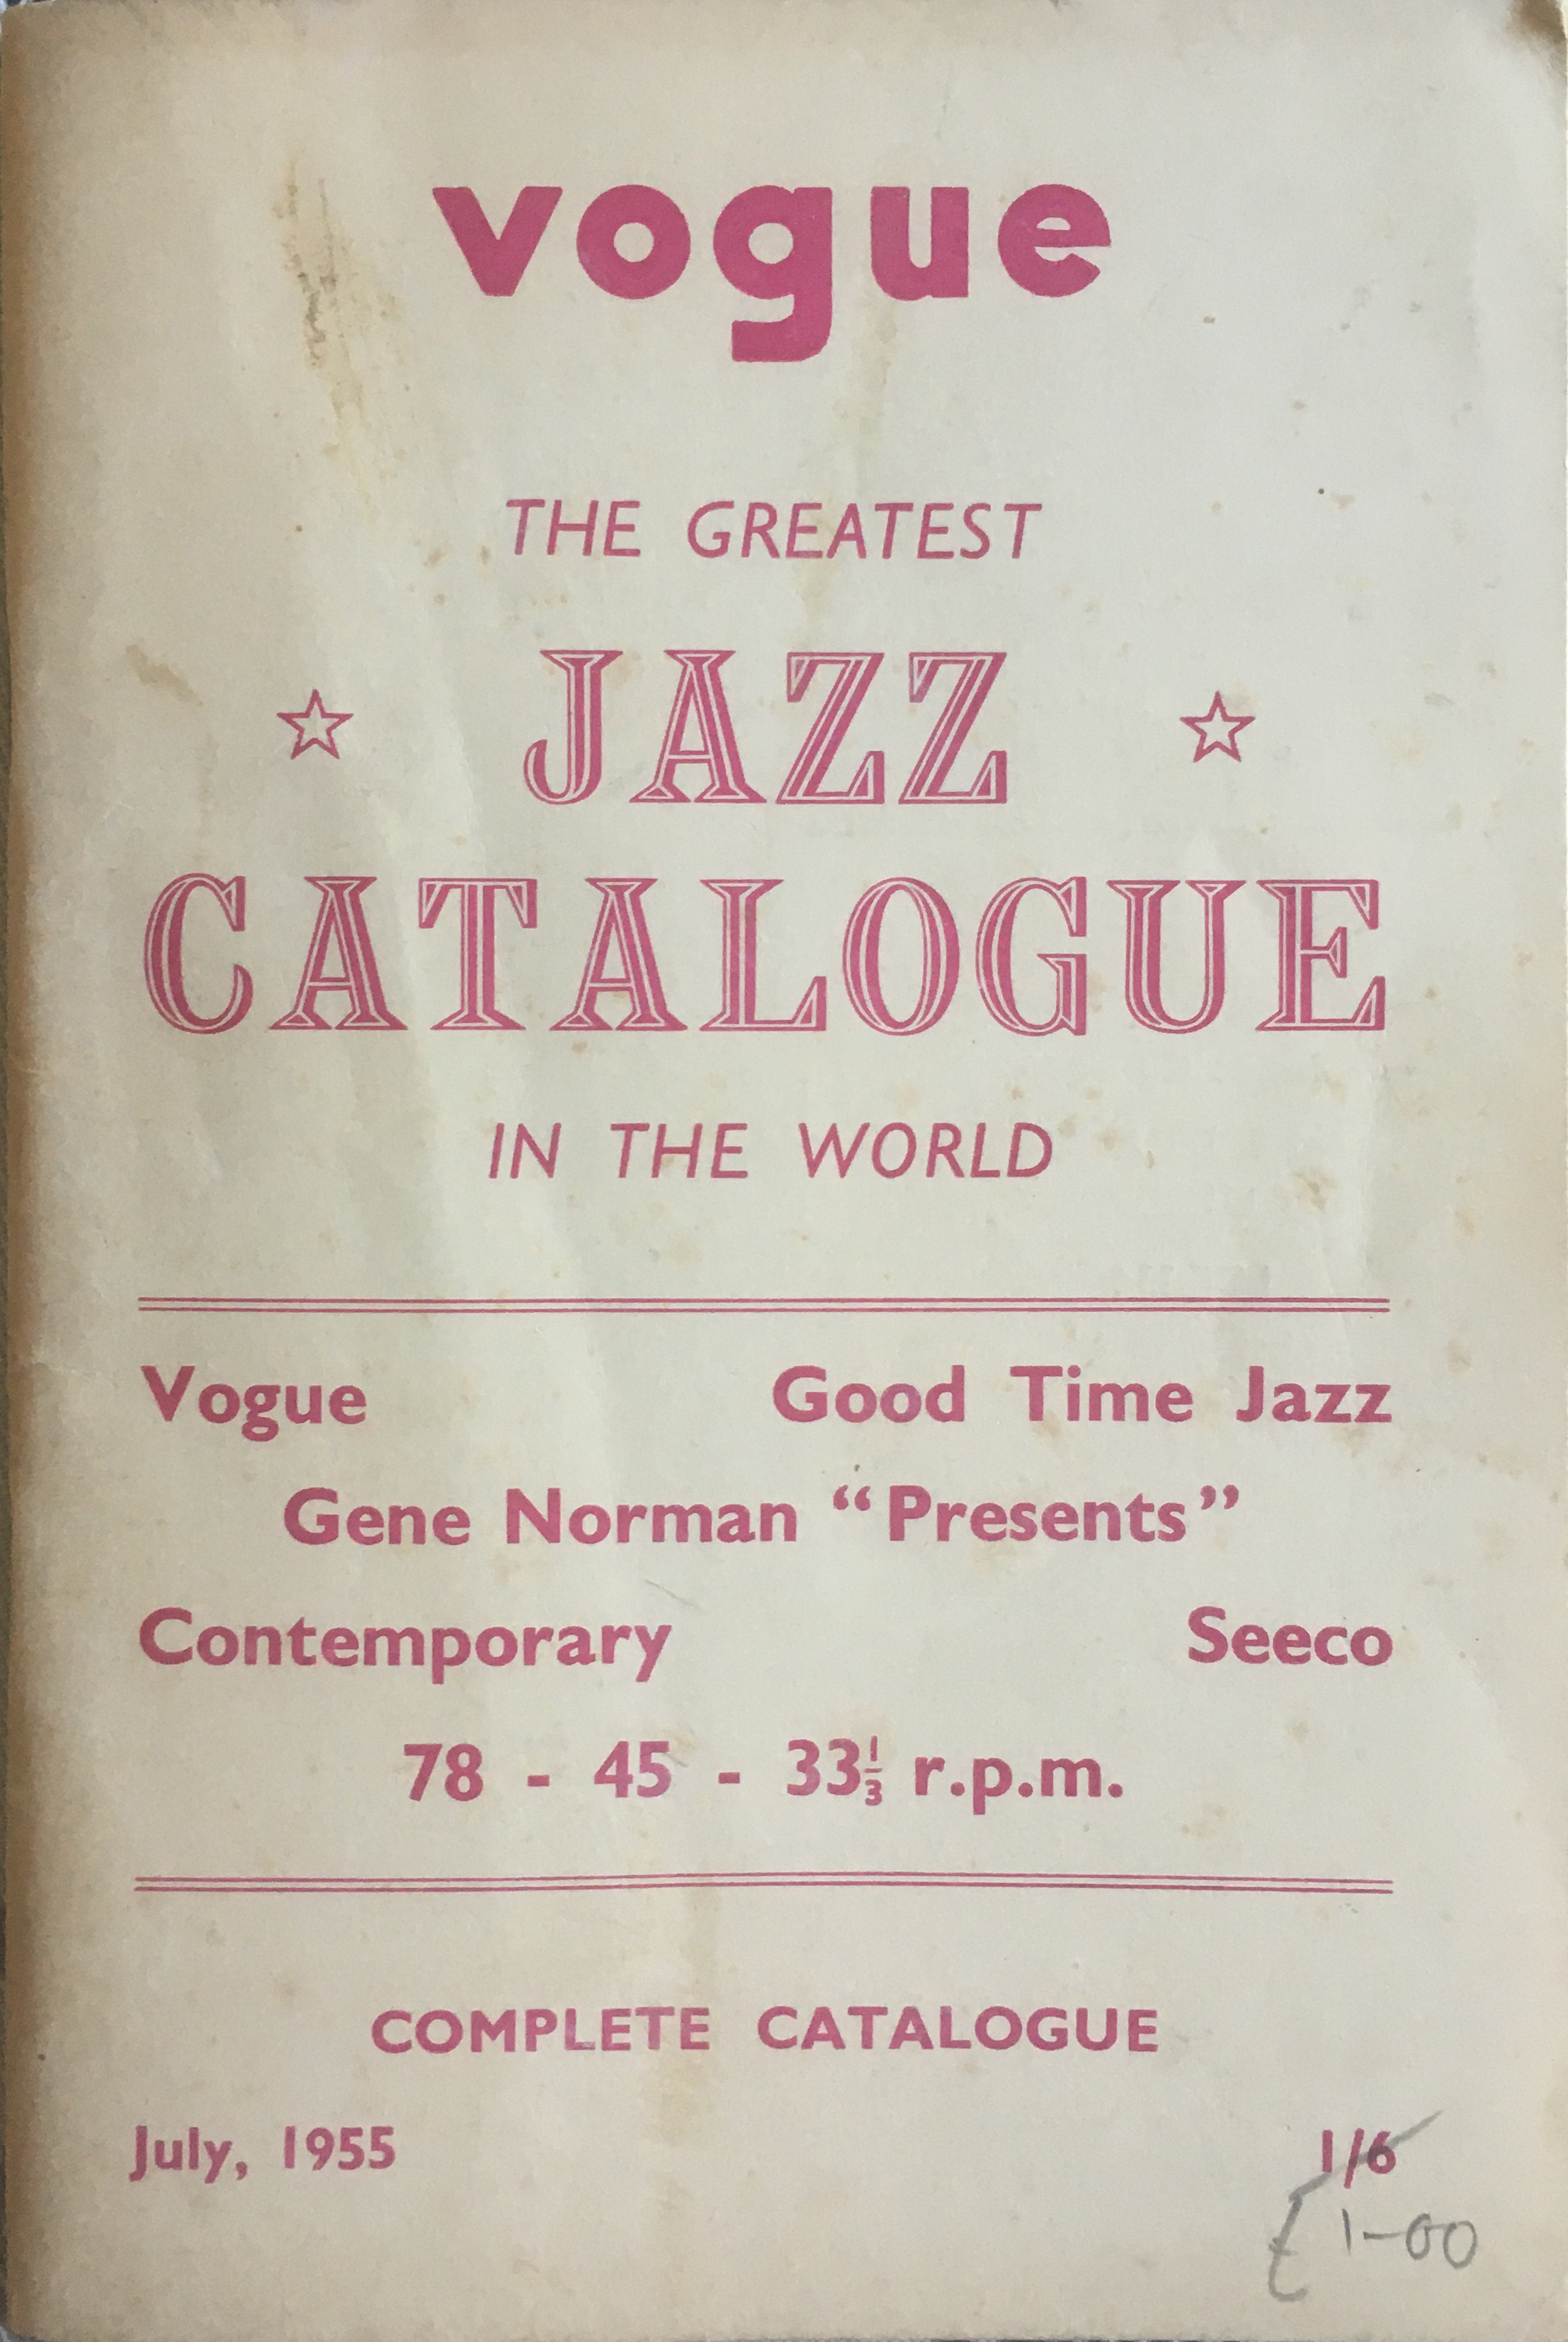 vogue
THE GREATEST
☆ JAZZ ☆
CATALOGUE
IN THE WORLD
Vogue Good Time Jazz
Gene Norman “Presents”
Contemporary Seeco
78 - 45 - 33⅓ r.p.m.
COMPLETE CATALOGUE
July, 1955 1/6
£1-00